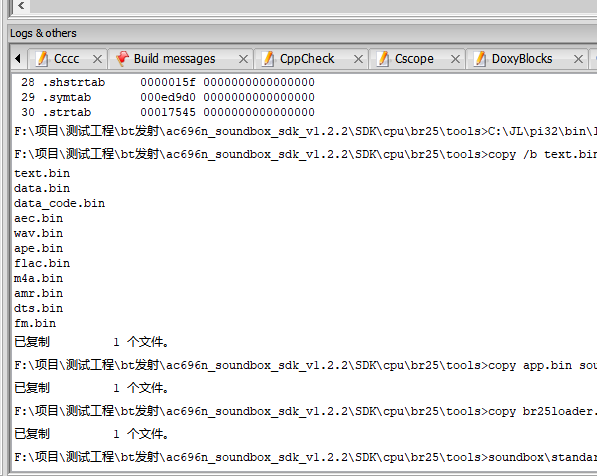 Logs & others
Cccc Build messages CppCheck Cscope DoxyBlocks
28 .shstrtab 0000015f 0000000000000000
29 .symtab 000ed9d0 0000000000000000
30 .strtab 00017545 0000000000000000
F:\项目\测试工程\bt发射\ac696n_soundbox_sdk_v1.2.2\SDK\cpu\br25\tools>C:\JL\pi32\bin\
F:\项目\测试工程\bt发射\ac696n_soundbox_sdk_v1.2.2\SDK\cpu\br25\tools>copy /b text.bin
text.bin
data.bin
data_code.bin
aec.bin
wav.bin
ape.bin
flac.bin
m4a.bin
amr.bin
dts.bin
fm.bin
已复制 1 个文件。
F:\项目\测试工程\bt发射\ac696n_soundbox_sdk_v1.2.2\SDK\cpu\br25\tools>copy app.bin sou
已复制 1 个文件。
F:\项目\测试工程\bt发射\ac696n_soundbox_sdk_v1.2.2\SDK\cpu\br25\tools>copy br25loader.
已复制 1 个文件。
F:\项目\测试工程\bt发射\ac696n_soundbox_sdk_v1.2.2\SDK\cpu\br25\tools>soundbox\standar